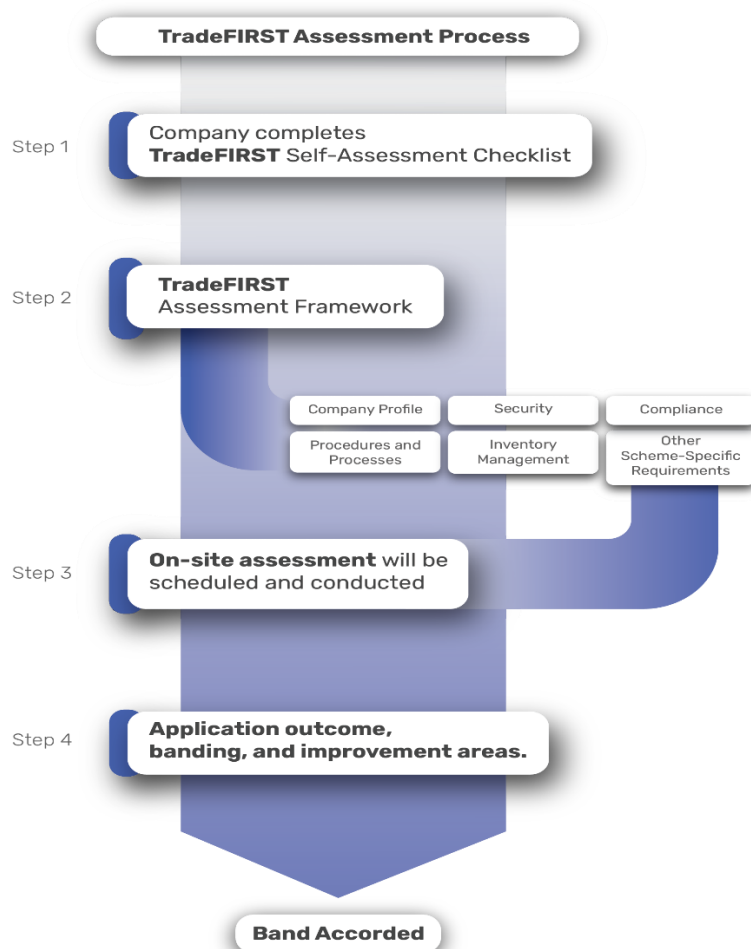 TradeFIRST Assessment Process
Step 1
Company completes
TradeFIRST Self-Assessment Checklist
Step 2
TradeFIRST
Assessment Framework
Company Profile
Security
Compliance
Procedures and
Processes
Inventory
Management
Other
Scheme-Specific
Requirements
Step 3
On-site assessment will be
scheduled and conducted
Step 4
Application outcome,
banding, and improvement areas.
Band Accorded